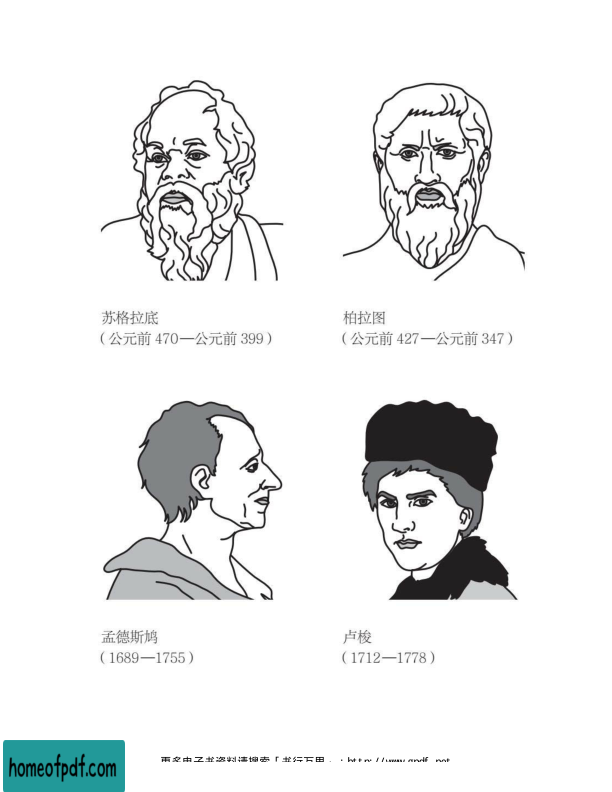 苏格拉底
（公元前 470—公元前 399）
柏拉图
（公元前 427—公元前 347）
孟德斯鸠
（1689—1755）
卢梭
（1712—1778）
homeofpdf.com